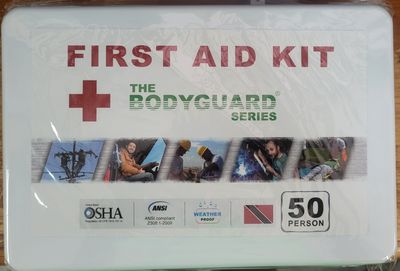 FIRST AID KIT
THE
BODYGUARD®
SERIES
OSHA
ANSI
ANSI compliant
Z308.1-2009
WEATHER
PROOF
50
PERSON